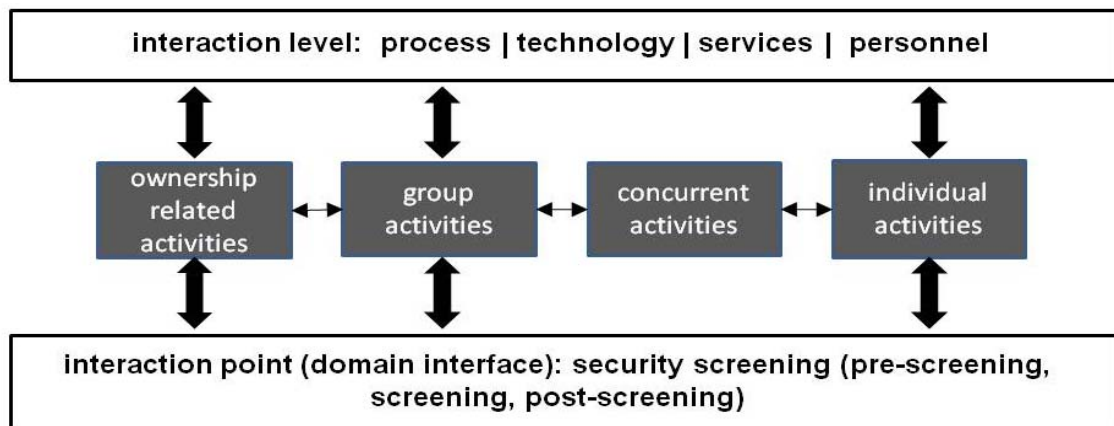 interaction level: process | technology | services | personnel
ownership
related
activities
group
activities
concurrent
activities
individual
activities
interaction point (domain interface): security screening (pre-screening,
screening, post-screening)